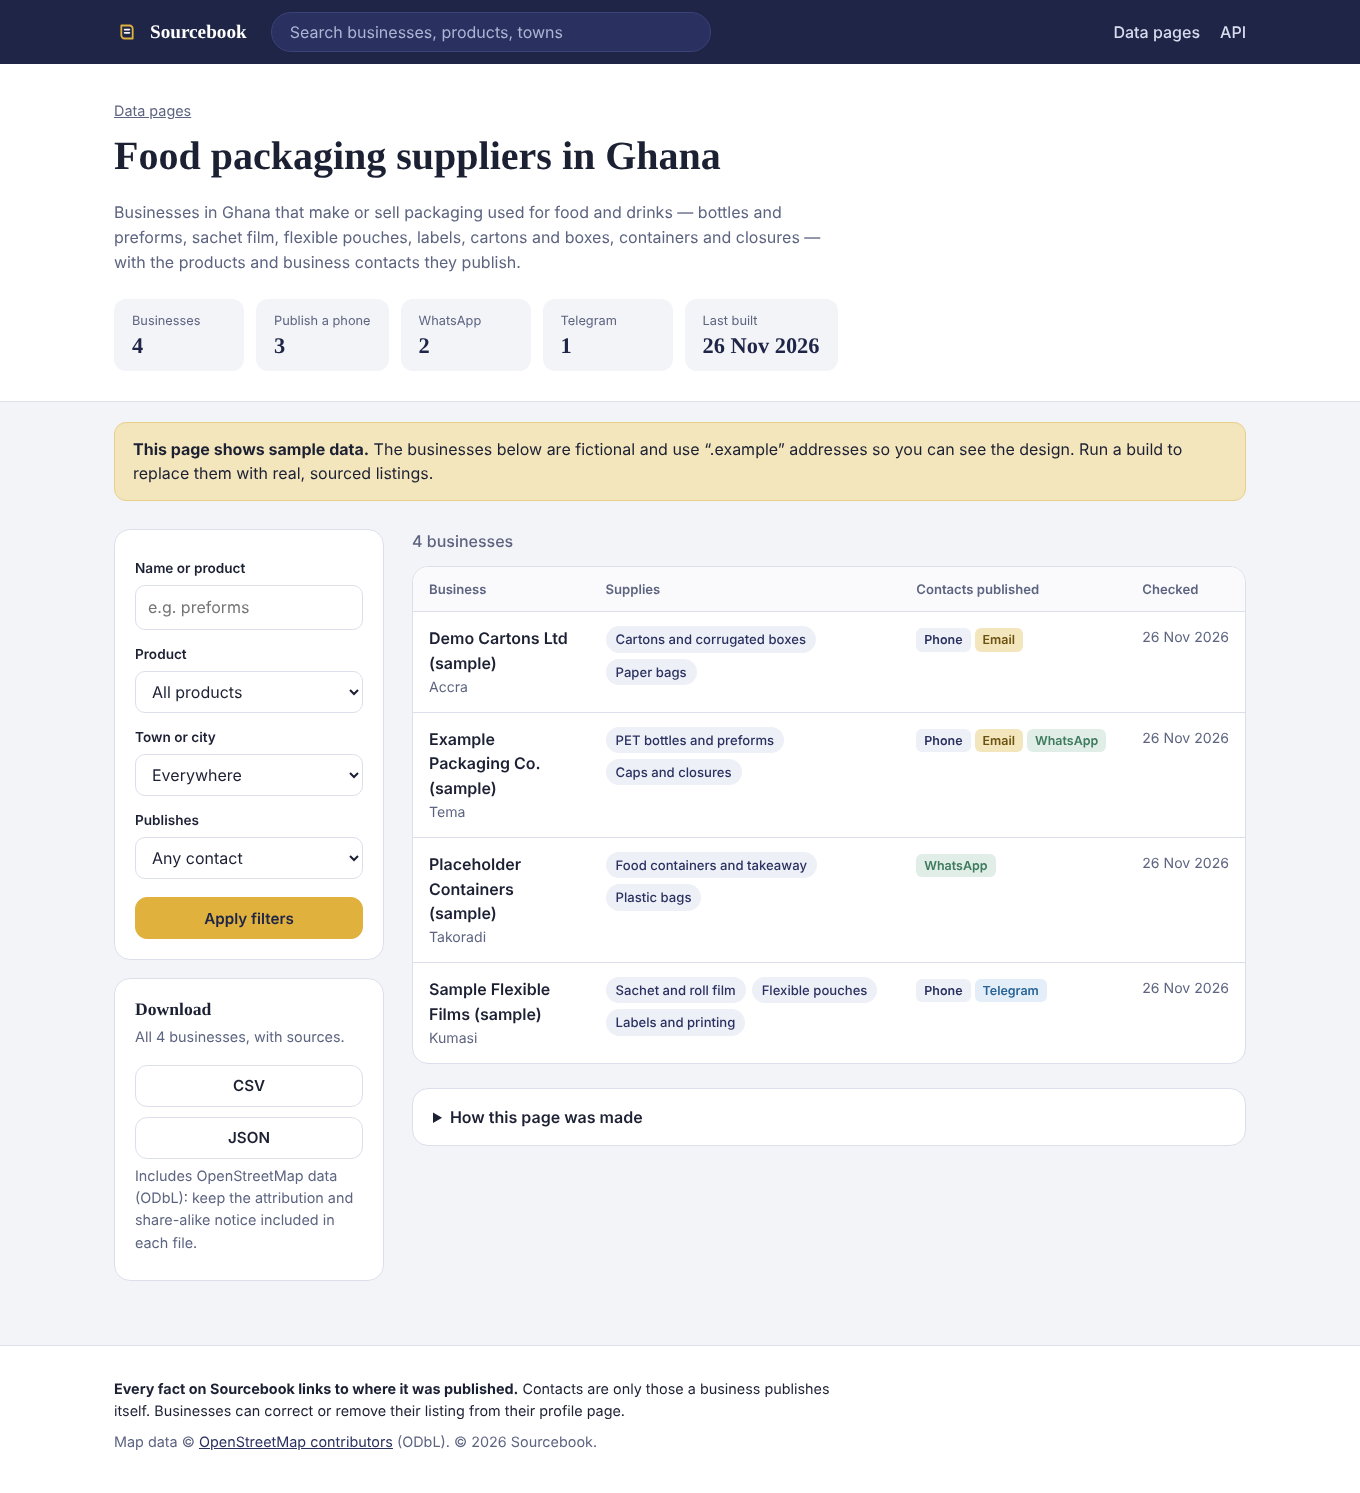 Sourcebook
Search businesses, products, towns
Data pages
API
Data pages
Food packaging suppliers in Ghana
Businesses in Ghana that make or sell packaging used for food and drinks — bottles and
preforms, sachet film, flexible pouches, labels, cartons and boxes, containers and closures —
with the products and business contacts they publish.
Businesses
4
Publish a phone
3
WhatsApp
2
Telegram
1
Last built
26 Nov 2026
This page shows sample data. The businesses below are fictional and use “.example” addresses so you can see the design. Run a build to
replace them with real, sourced listings.
Name or product
e.g. preforms
Product
All products
Town or city
Everywhere
Publishes
Any contact
Apply filters
Download
All 4 businesses, with sources.
CSV
JSON
Includes OpenStreetMap data
(ODbL): keep the attribution and
share-alike notice included in
each file.
4 businesses
Business Supplies Contacts published Checked
Demo Cartons Ltd
(sample)
Accra
Cartons and corrugated boxes
Paper bags
Phone Email
26 Nov 2026
Example
Packaging Co.
(sample)
Tema
PET bottles and preforms
Caps and closures
Phone Email WhatsApp
26 Nov 2026
Placeholder
Containers
(sample)
Takoradi
Food containers and takeaway
Plastic bags
WhatsApp
26 Nov 2026
Sample Flexible
Films (sample)
Kumasi
Sachet and roll film Flexible pouches
Labels and printing
Phone Telegram
26 Nov 2026
How this page was made
Every fact on Sourcebook links to where it was published. Contacts are only those a business publishes
itself. Businesses can correct or remove their listing from their profile page.
Map data © OpenStreetMap contributors (ODbL). © 2026 Sourcebook.